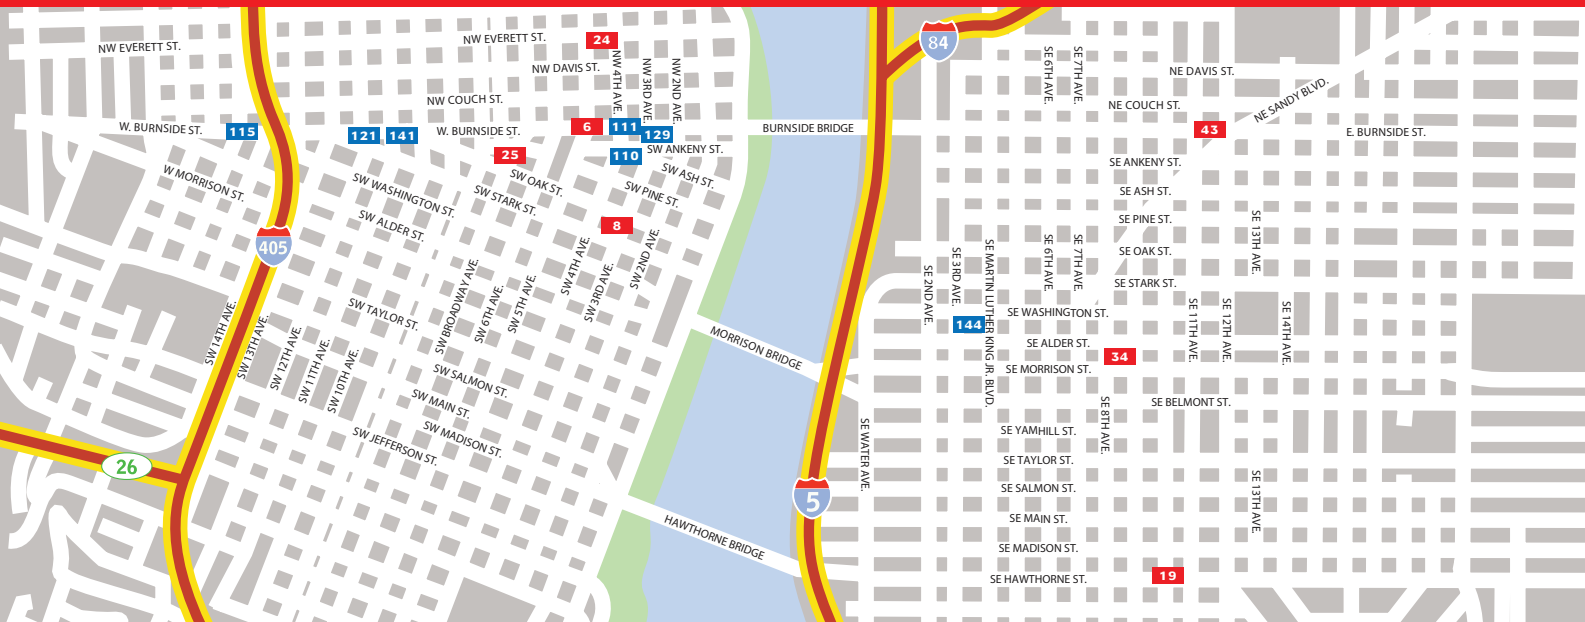 NW EVERETT ST.
NW EVERETT ST.
24
84
NW DAVIS ST.
NW 4TH AVE.
NW 3RD AVE.
NW 2ND AVE.
SE 6TH AVE.
SE 7TH AVE.
NE DAVIS ST.
NW COUCH ST.
NE COUCH ST.
NE SANDY BLVD.
W. BURNSIDE ST.
115
121
141
W. BURNSIDE ST.
6
111
129
BURNSIDE BRIDGE
43
E. BURNSIDE ST.
25
110
SW ANKENY ST.
SE ANKENY ST.
W MORRISON ST.
SW WASHINGTON ST.
SW STARK ST.
SW OAK ST.
SW PINE ST.
SW ASH ST.
SE ASH ST.
SW ALDER ST.
8
SE PINE ST.
405
SW 4TH AVE.
SW 3RD AVE.
SW 2ND AVE.
SE 6TH AVE.
SE 7TH AVE.
SE OAK ST.
SE 13TH AVE.
SE 2ND AVE.
SE 3RD AVE.
SE MARTIN LUTHER KING JR. BLVD.
SE STARK ST.
SW 14TH AVE.
SW 13TH AVE.
SW 12TH AVE.
SW 11TH AVE.
SW 10TH AVE.
SW TAYLOR ST.
SW BROADWAY AVE.
SW 6TH AVE.
SW 5TH AVE.
MORRISON BRIDGE
144
SE WASHINGTON ST.
SE 11TH AVE.
SE 12TH AVE.
SE 14TH AVE.
SE ALDER ST.
34
SE MORRISON ST.
SW SALMON ST.
SW MAIN ST.
SW MADISON ST.
SW JEFFERSON ST.
SE BELMONT ST.
SE 8TH AVE.
SE WATER AVE.
SE YAMHILL ST.
26
SE TAYLOR ST.
5
SE SALMON ST.
SE 13TH AVE.
HAWTHORNE BRIDGE
SE MAIN ST.
SE MADISON ST.
SE HAWTHORNE ST.
19